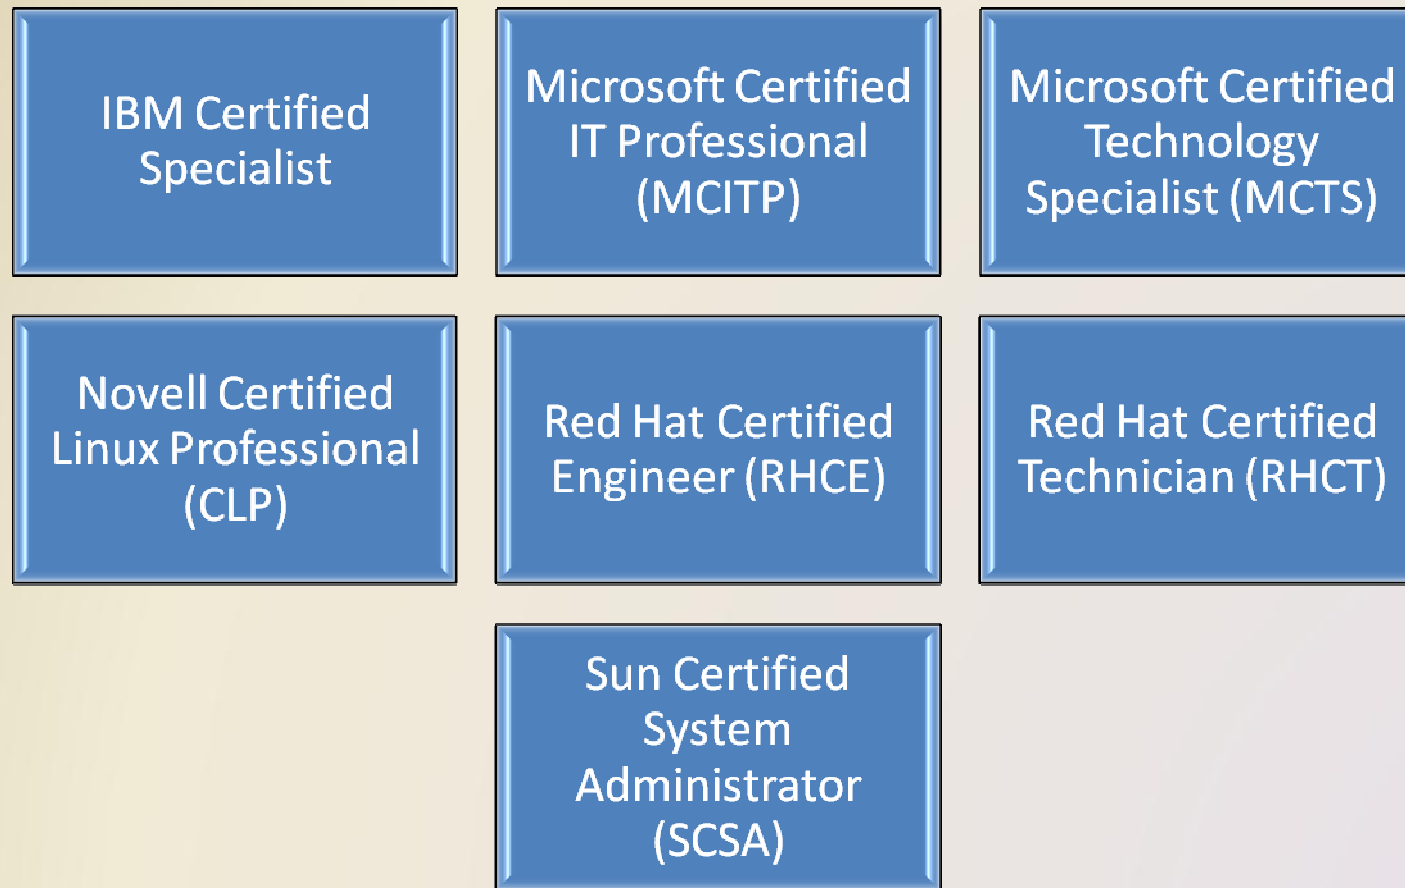 IBM Certified
Specialist
Microsoft Certified
IT Professional
(MCITP)
Microsoft Certified
Technology
Specialist (MCTS)
Novell Certified
Linux Professional
(CLP)
Red Hat Certified
Engineer (RHCE)
Red Hat Certified
Technician (RHCT)
Sun Certified
System
Administrator
(SCSA)